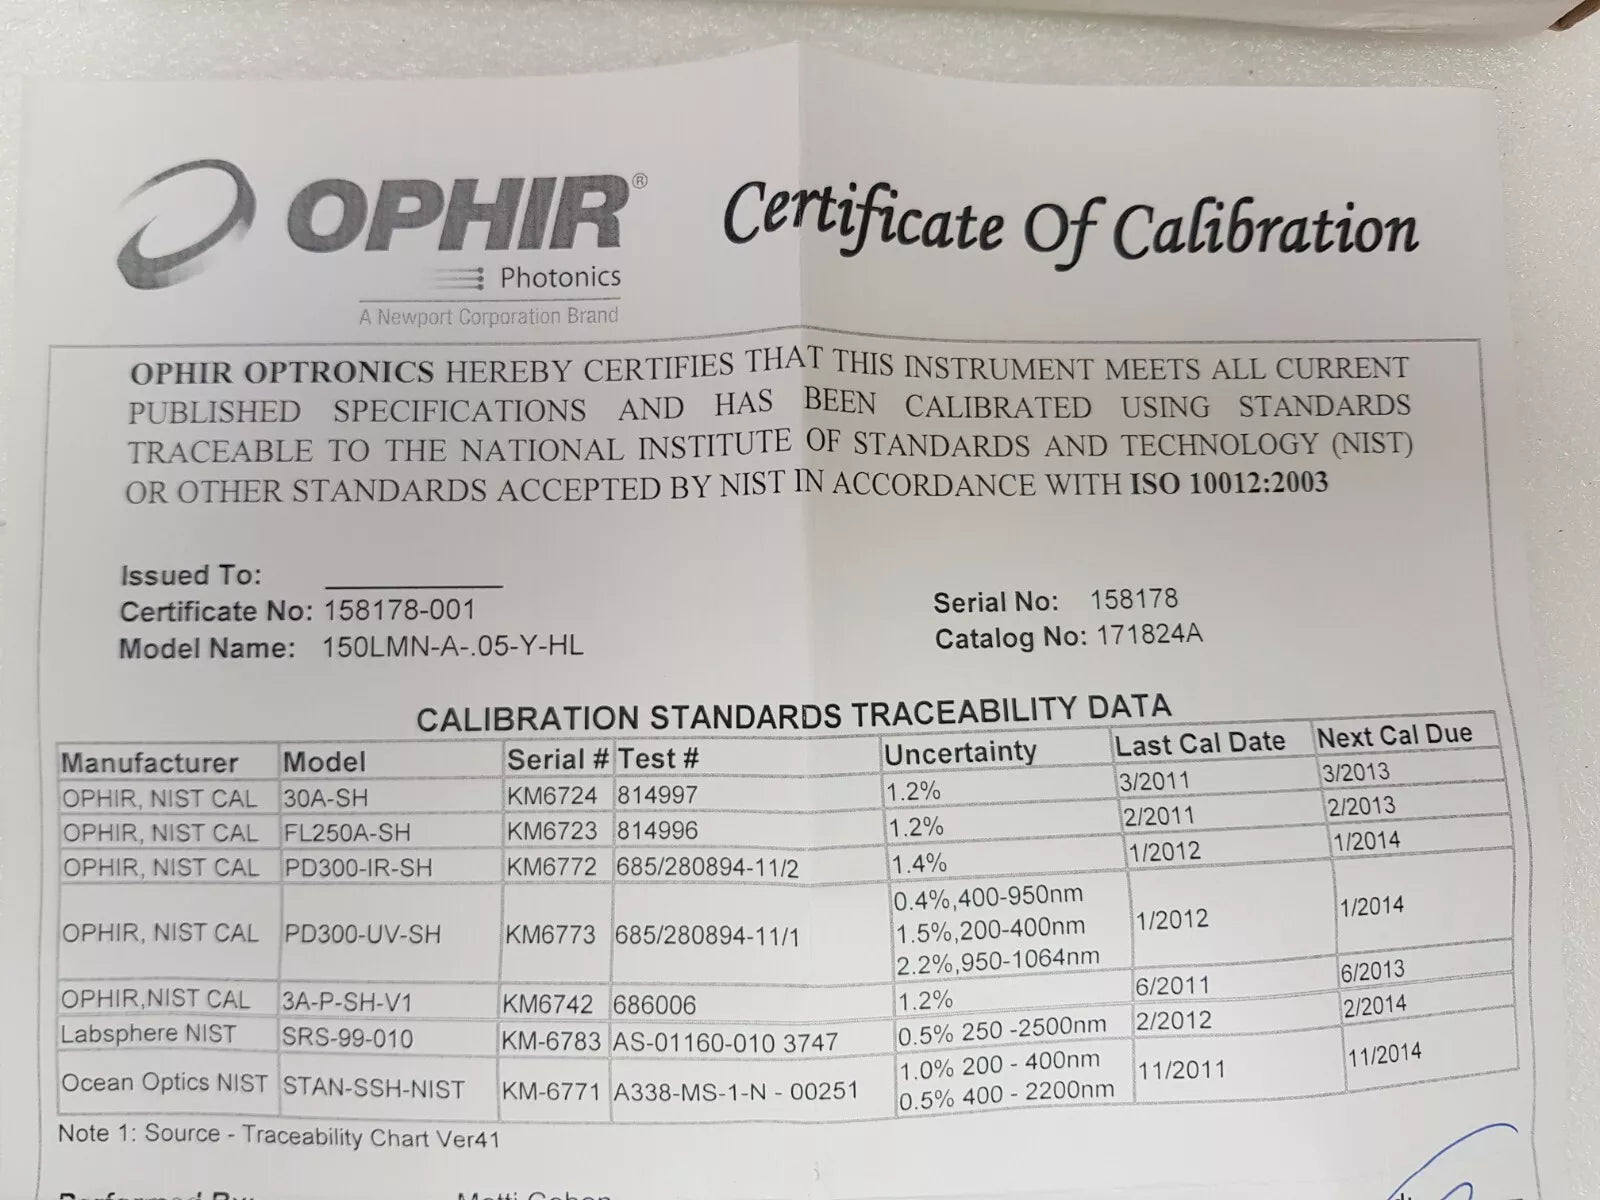 OPHIR®
Photonics
A Newport Corporation Brand
Certificate Of Calibration
OPHIR OPTRONICS HEREBY CERTIFIES THAT THIS INSTRUMENT MEETS ALL CURRENT
PUBLISHED SPECIFICATIONS AND HAS BEEN CALIBRATED USING STANDARDS
TRACEABLE TO THE NATIONAL INSTITUTE OF STANDARDS AND TECHNOLOGY (NIST)
OR OTHER STANDARDS ACCEPTED BY NIST IN ACCORDANCE WITH ISO 10012:2003
Issued To:
Certificate No: 158178-001
Model Name: 150LMN-A-.05-Y-HL
Serial No: 158178
Catalog No: 171824A
CALIBRATION STANDARDS TRACEABILITY DATA
Manufacturer Model Serial # Test # Uncertainty Last Cal Date Next Cal Due
OPHIR, NIST CAL 30A-SH KM6724 814997 1.2% 3/2011 3/2013
OPHIR, NIST CAL FL250A-SH KM6723 814996 1.2% 2/2011 2/2013
OPHIR, NIST CAL PD300-IR-SH KM6772 685/280894-11/2 1.4% 1/2012 1/2014
OPHIR, NIST CAL PD300-UV-SH KM6773 685/280894-11/1 0.4%,400-950nm 1/2012 1/2014
1.5%,200-400nm
2.2%,950-1064nm
OPHIR,NIST CAL 3A-P-SH-V1 KM6742 686006 1.2% 6/2011 6/2013
Labsphere NIST SRS-99-010 KM-6783 AS-01160-010 3747 0.5% 250 -2500nm 2/2012 2/2014
Ocean Optics NIST STAN-SSH-NIST KM-6771 A338-MS-1-N - 00251 1.0% 200 - 400nm 11/2011 11/2014
0.5% 400 - 2200nm
Note 1: Source - Traceability Chart Ver41
Performed By: Motti Cohen